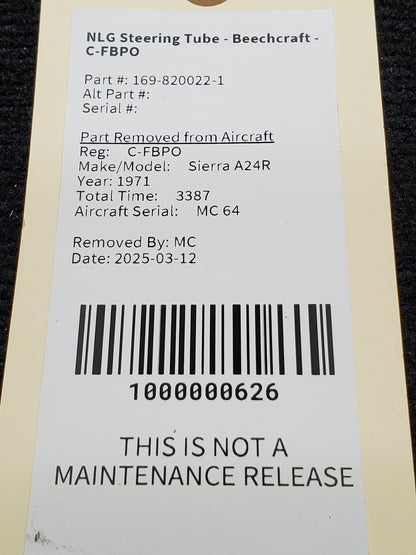 NLG Steering Tube - Beechcraft -
C-FBPO
Part #: 169-820022-1
Alt Part #:
Serial #:
Part Removed from Aircraft
Reg: C-FBPO
Make/Model: Sierra A24R
Year: 1971
Total Time: 3387
Aircraft Serial: MC 64
Removed By: MC
Date: 2025-03-12
1000000626
THIS IS NOT A
MAINTENANCE RELEASE